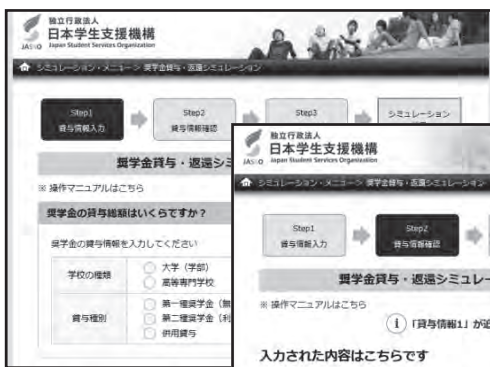 独立行政法人
日本学生支援機構
JASSO Japan Student Services Organization
シミュレーション・メニュー > 奨学金貸与・返還シミュレーション
Step1
貸与情報入力
Step2
貸与情報確認
Step3
シミュレーション
奨学金貸与・返還シミ
※ 操作マニュアルはこちら
奨学金の貸与総額はいくらですか？
奨学金の貸与情報を入力してください
学校の種類
大学（学部）
高等専門学校
貸与種別
第一種奨学金（無
第二種奨学金（利
併用貸与
独立行政法人
日本学生支援機構
JASSO Japan Student Services Organization
シミュレーション・メニュー > 奨学金貸与・返還シミュレーション
Step1
貸与情報入力
Step2
貸与情報確認
奨学金貸与・返還シミュレー
※ 操作マニュアルはこちら
「貸与情報1」が追
入力された内容はこちらです